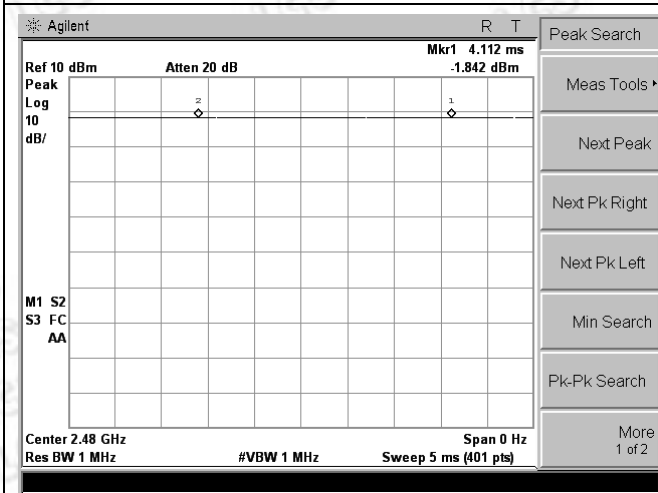 Agilent R T
Mkr1 4.112 ms
Ref 10 dBm Atten 20 dB -1.842 dBm
Peak
Log
10
dB/
2 1
M1 S2
S3 FC
AA
Center 2.48 GHz Span 0 Hz
Res BW 1 MHz #VBW 1 MHz Sweep 5 ms (401 pts)
Peak Search
Meas Tools
Next Peak
Next Pk Right
Next Pk Left
Min Search
Pk-Pk Search
More
1 of 2